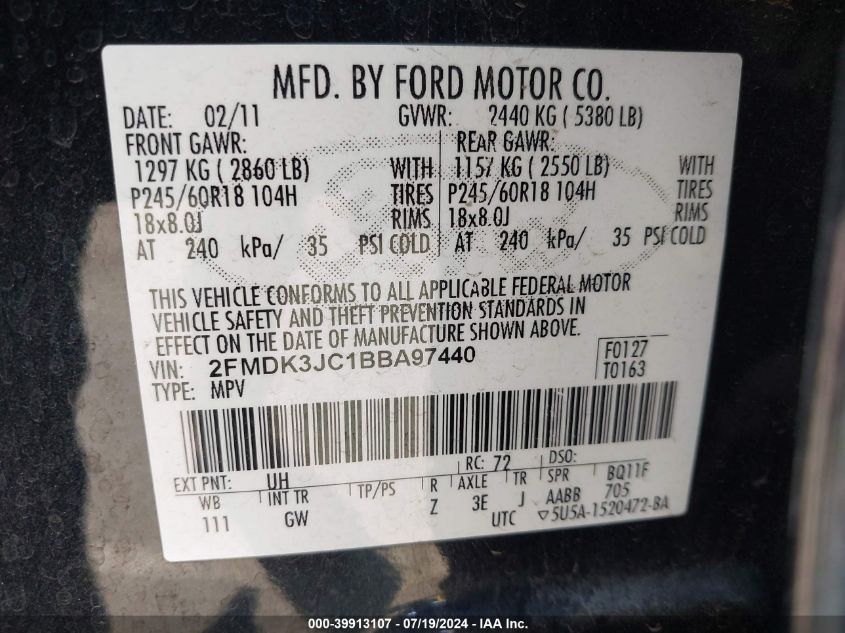 MFD. BY FORD MOTOR CO.
DATE: 02/11 GVWR: 2440 KG ( 5380 LB)
FRONT GAWR: REAR GAWR:
1297 KG ( 2860 LB) WITH 1157 KG ( 2550 LB) WITH
P245/60R18 104H TIRES P245/60R18 104H TIRES
18x8.0J RIMS 18x8.0J RIMS
AT 240 kPa/ 35 PSI COLD AT 240 kPa/ 35 PSI COLD
THIS VEHICLE CONFORMS TO ALL APPLICABLE FEDERAL MOTOR
VEHICLE SAFETY AND THEFT PREVENTION STANDARDS IN
EFFECT ON THE DATE OF MANUFACTURE SHOWN ABOVE.
VIN: 2FMDK3JC1BBA97440 F0127
TYPE: MPV T0163
EXT PNT: UH RC: 72 DSO:
WB INT TR TP/PS R AXLE TR SPR BQ11F
111 GW Z 3E J AABB 705
UTC ▽5U5A-1520472-BA
000-39913107 - 07/19/2024 - IAA Inc.